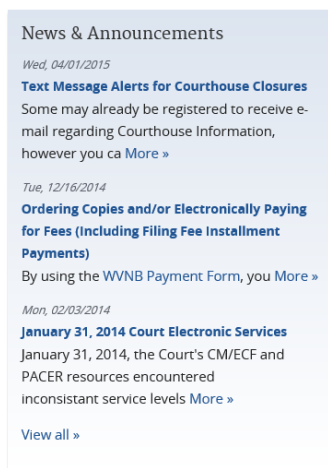 News & Announcements
Wed, 04/01/2015
Text Message Alerts for Courthouse Closures
Some may already be registered to receive e-
mail regarding Courthouse Information,
however you ca More »
Tue, 12/16/2014
Ordering Copies and/or Electronically Paying
for Fees (Including Filing Fee Installment
Payments)
By using the WVNB Payment Form, you More »
Mon, 02/03/2014
January 31, 2014 Court Electronic Services
January 31, 2014, the Court's CM/ECF and
PACER resources encountered
inconsistant service levels More »
View all »